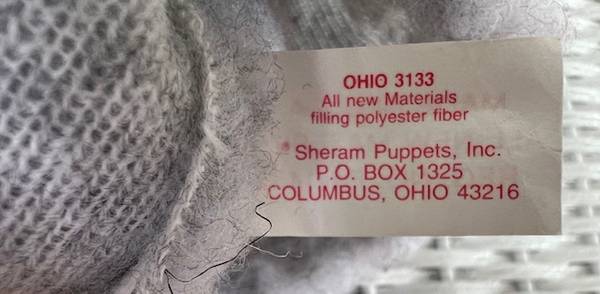 OHIO 3133
All new Materials
filling polyester fiber
Sheram Puppets, Inc.
P.O. BOX 1325
COLUMBUS, OHIO 43216